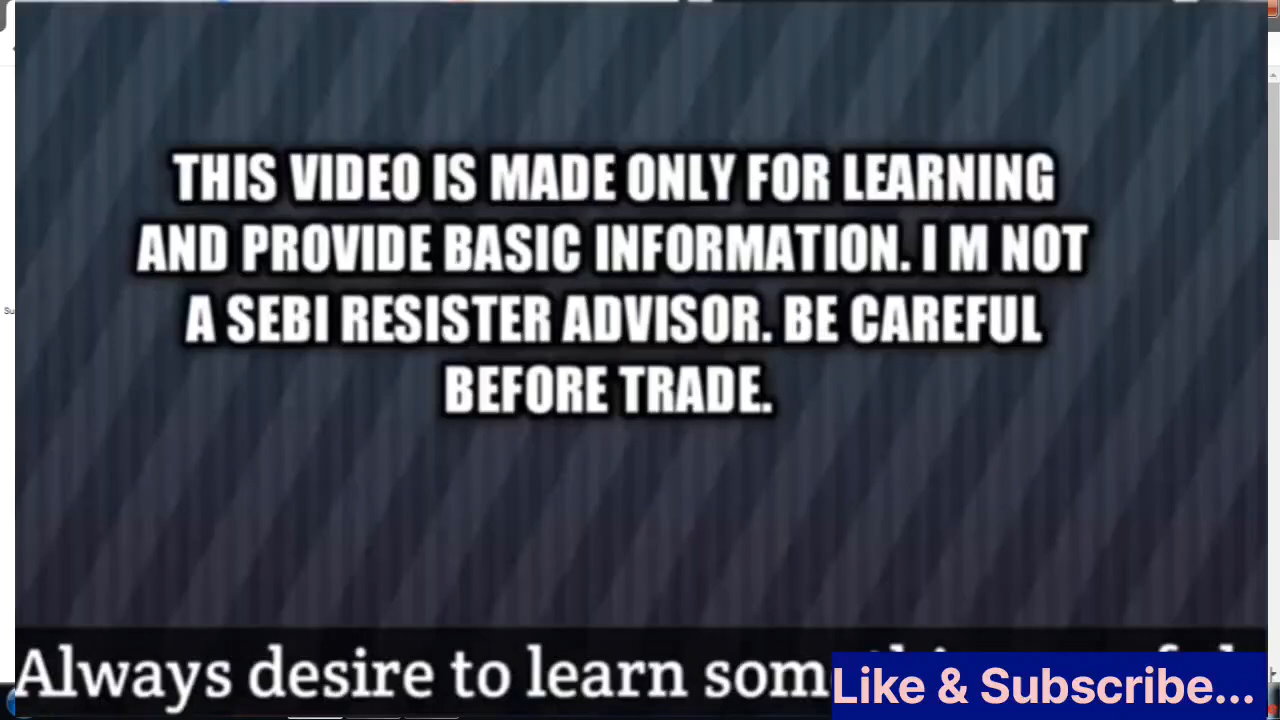 THIS VIDEO IS MADE ONLY FOR LEARNING
AND PROVIDE BASIC INFORMATION. I M NOT
A SEBI RESISTER ADVISOR. BE CAREFUL
BEFORE TRADE.
Su
Always desire to learn som
Like & Subscribe...